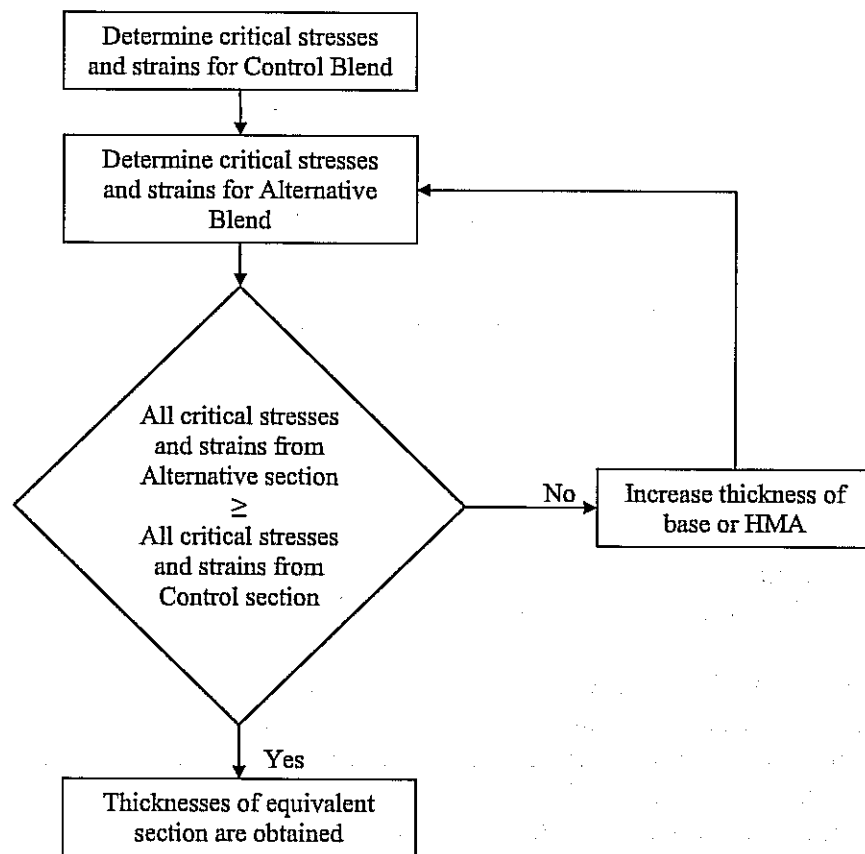 Determine critical stresses
and strains for Control Blend
Determine critical stresses
and strains for Alternative
Blend
All critical stresses
and strains from
Alternative section
≥
All critical stresses
and strains from
Control section
No
Increase thickness of
base or HMA
Yes
Thicknesses of equivalent
section are obtained